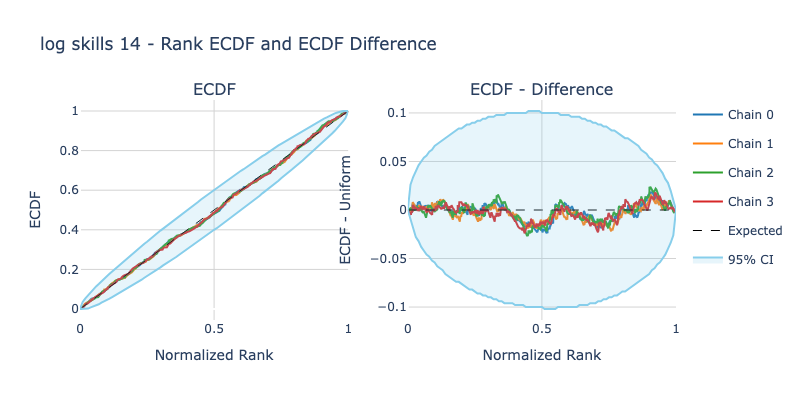 log skills 14 - Rank ECDF and ECDF Difference
ECDF
1
0.8
0.6
0.4
0.2
0
0
0.5
1
ECDF
Normalized Rank
ECDF - Difference
0.1
0.05
0
−0.05
−0.1
0
0.5
1
ECDF - Uniform
Normalized Rank
Chain 0
Chain 1
Chain 2
Chain 3
Expected
95% CI